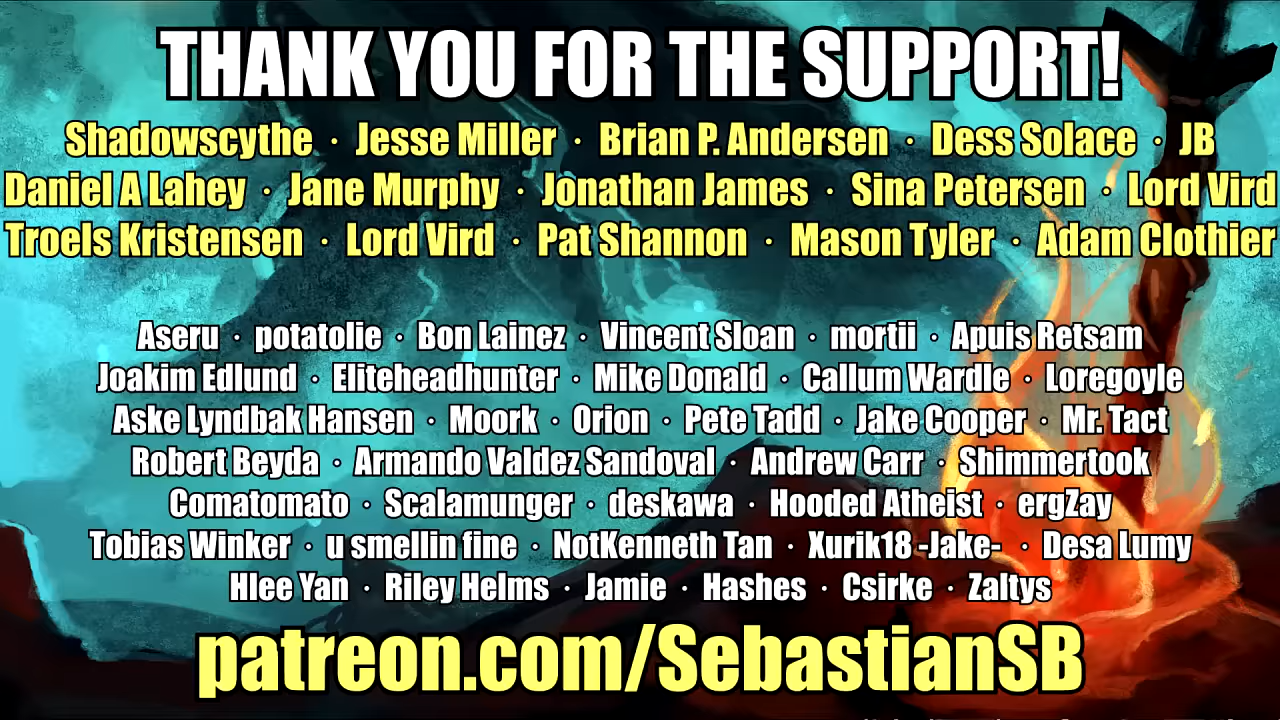 THANK YOU FOR THE SUPPORT!
Shadowscythe · Jesse Miller · Brian P. Andersen · Dess Solace · JB
Daniel A Lahey · Jane Murphy · Jonathan James · Sina Petersen · Lord Vird
Troels Kristensen · Lord Vird · Pat Shannon · Mason Tyler · Adam Clothier
Aseru · potatolie · Bon Lainez · Vincent Sloan · mortii · Apuis Retsam
Joakim Edlund · Eliteheadhunter · Mike Donald · Callum Wardle · Loregoyle
Aske Lyndbak Hansen · Moork · Orion · Pete Tadd · Jake Cooper · Mr. Tact
Robert Beyda · Armando Valdez Sandoval · Andrew Carr · Shimmertook
Comatomato · Scalamunger · deskawa · Hooded Atheist · ergZay
Tobias Winker · u smellin fine · NotKenneth Tan · Xurik18 -Jake- · Desa Lumy
Hlee Yan · Riley Helms · Jamie · Hashes · Csirke · Zaltys
patreon.com/SebastianSB